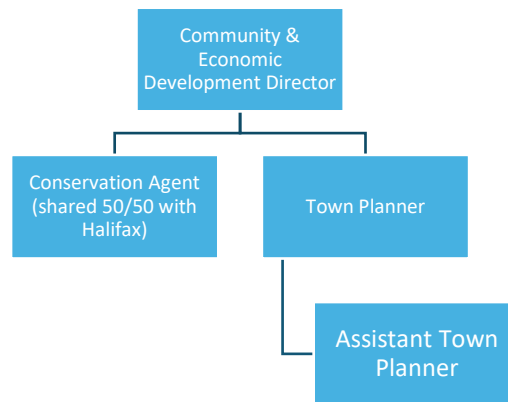 Community &
Economic
Development Director
Conservation Agent
(shared 50/50 with
Halifax)
Town Planner
Assistant Town
Planner